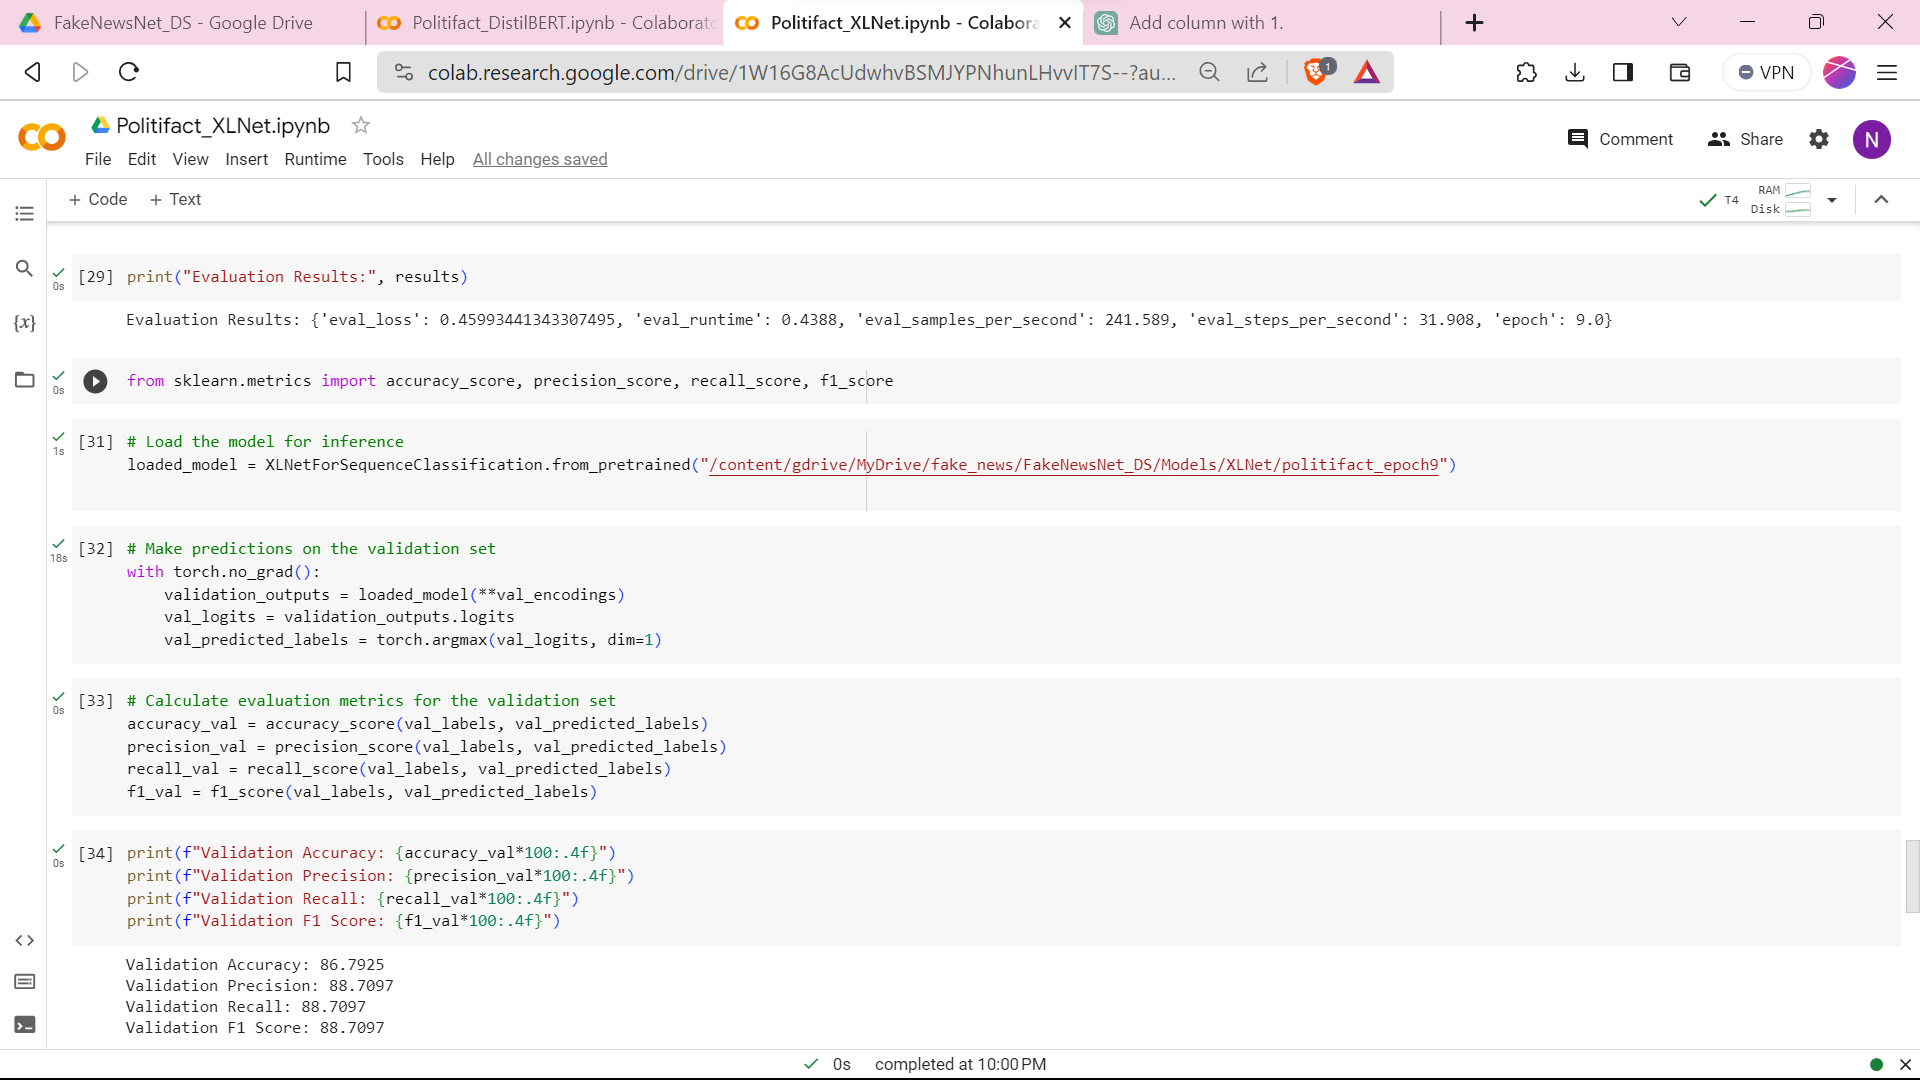 FakeNewsNet_DS - Google Drive
Politifact_DistilBERT.ipynb - Colaborato
Politifact_XLNet.ipynb - Colabora
Add column with 1.
colab.research.google.com/drive/1W16G8AcUdwhvBSMJYPNhunLHvvIT7S--?au...
1
VPN
Politifact_XLNet.ipynb
Comment
Share
N
File Edit View Insert Runtime Tools Help All changes saved
+ Code + Text
T4
RAM
Disk
[29] print("Evaluation Results:", results)
0s
Evaluation Results: {'eval_loss': 0.45993441343307495, 'eval_runtime': 0.4388, 'eval_samples_per_second': 241.589, 'eval_steps_per_second': 31.908, 'epoch': 9.0}
{x}
from sklearn.metrics import accuracy_score, precision_score, recall_score, f1_score
0s
[31] # Load the model for inference
1s
loaded_model = XLNetForSequenceClassification.from_pretrained("/content/gdrive/MyDrive/fake_news/FakeNewsNet_DS/Models/XLNet/politifact_epoch9")
[32] # Make predictions on the validation set
18s
with torch.no_grad():
validation_outputs = loaded_model(**val_encodings)
val_logits = validation_outputs.logits
val_predicted_labels = torch.argmax(val_logits, dim=1)
[33] # Calculate evaluation metrics for the validation set
0s
accuracy_val = accuracy_score(val_labels, val_predicted_labels)
precision_val = precision_score(val_labels, val_predicted_labels)
recall_val = recall_score(val_labels, val_predicted_labels)
f1_val = f1_score(val_labels, val_predicted_labels)
[34] print(f"Validation Accuracy: {accuracy_val*100:.4f}")
0s
print(f"Validation Precision: {precision_val*100:.4f}")
print(f"Validation Recall: {recall_val*100:.4f}")
print(f"Validation F1 Score: {f1_val*100:.4f}")
Validation Accuracy: 86.7925
Validation Precision: 88.7097
Validation Recall: 88.7097
Validation F1 Score: 88.7097
0s completed at 10:00 PM